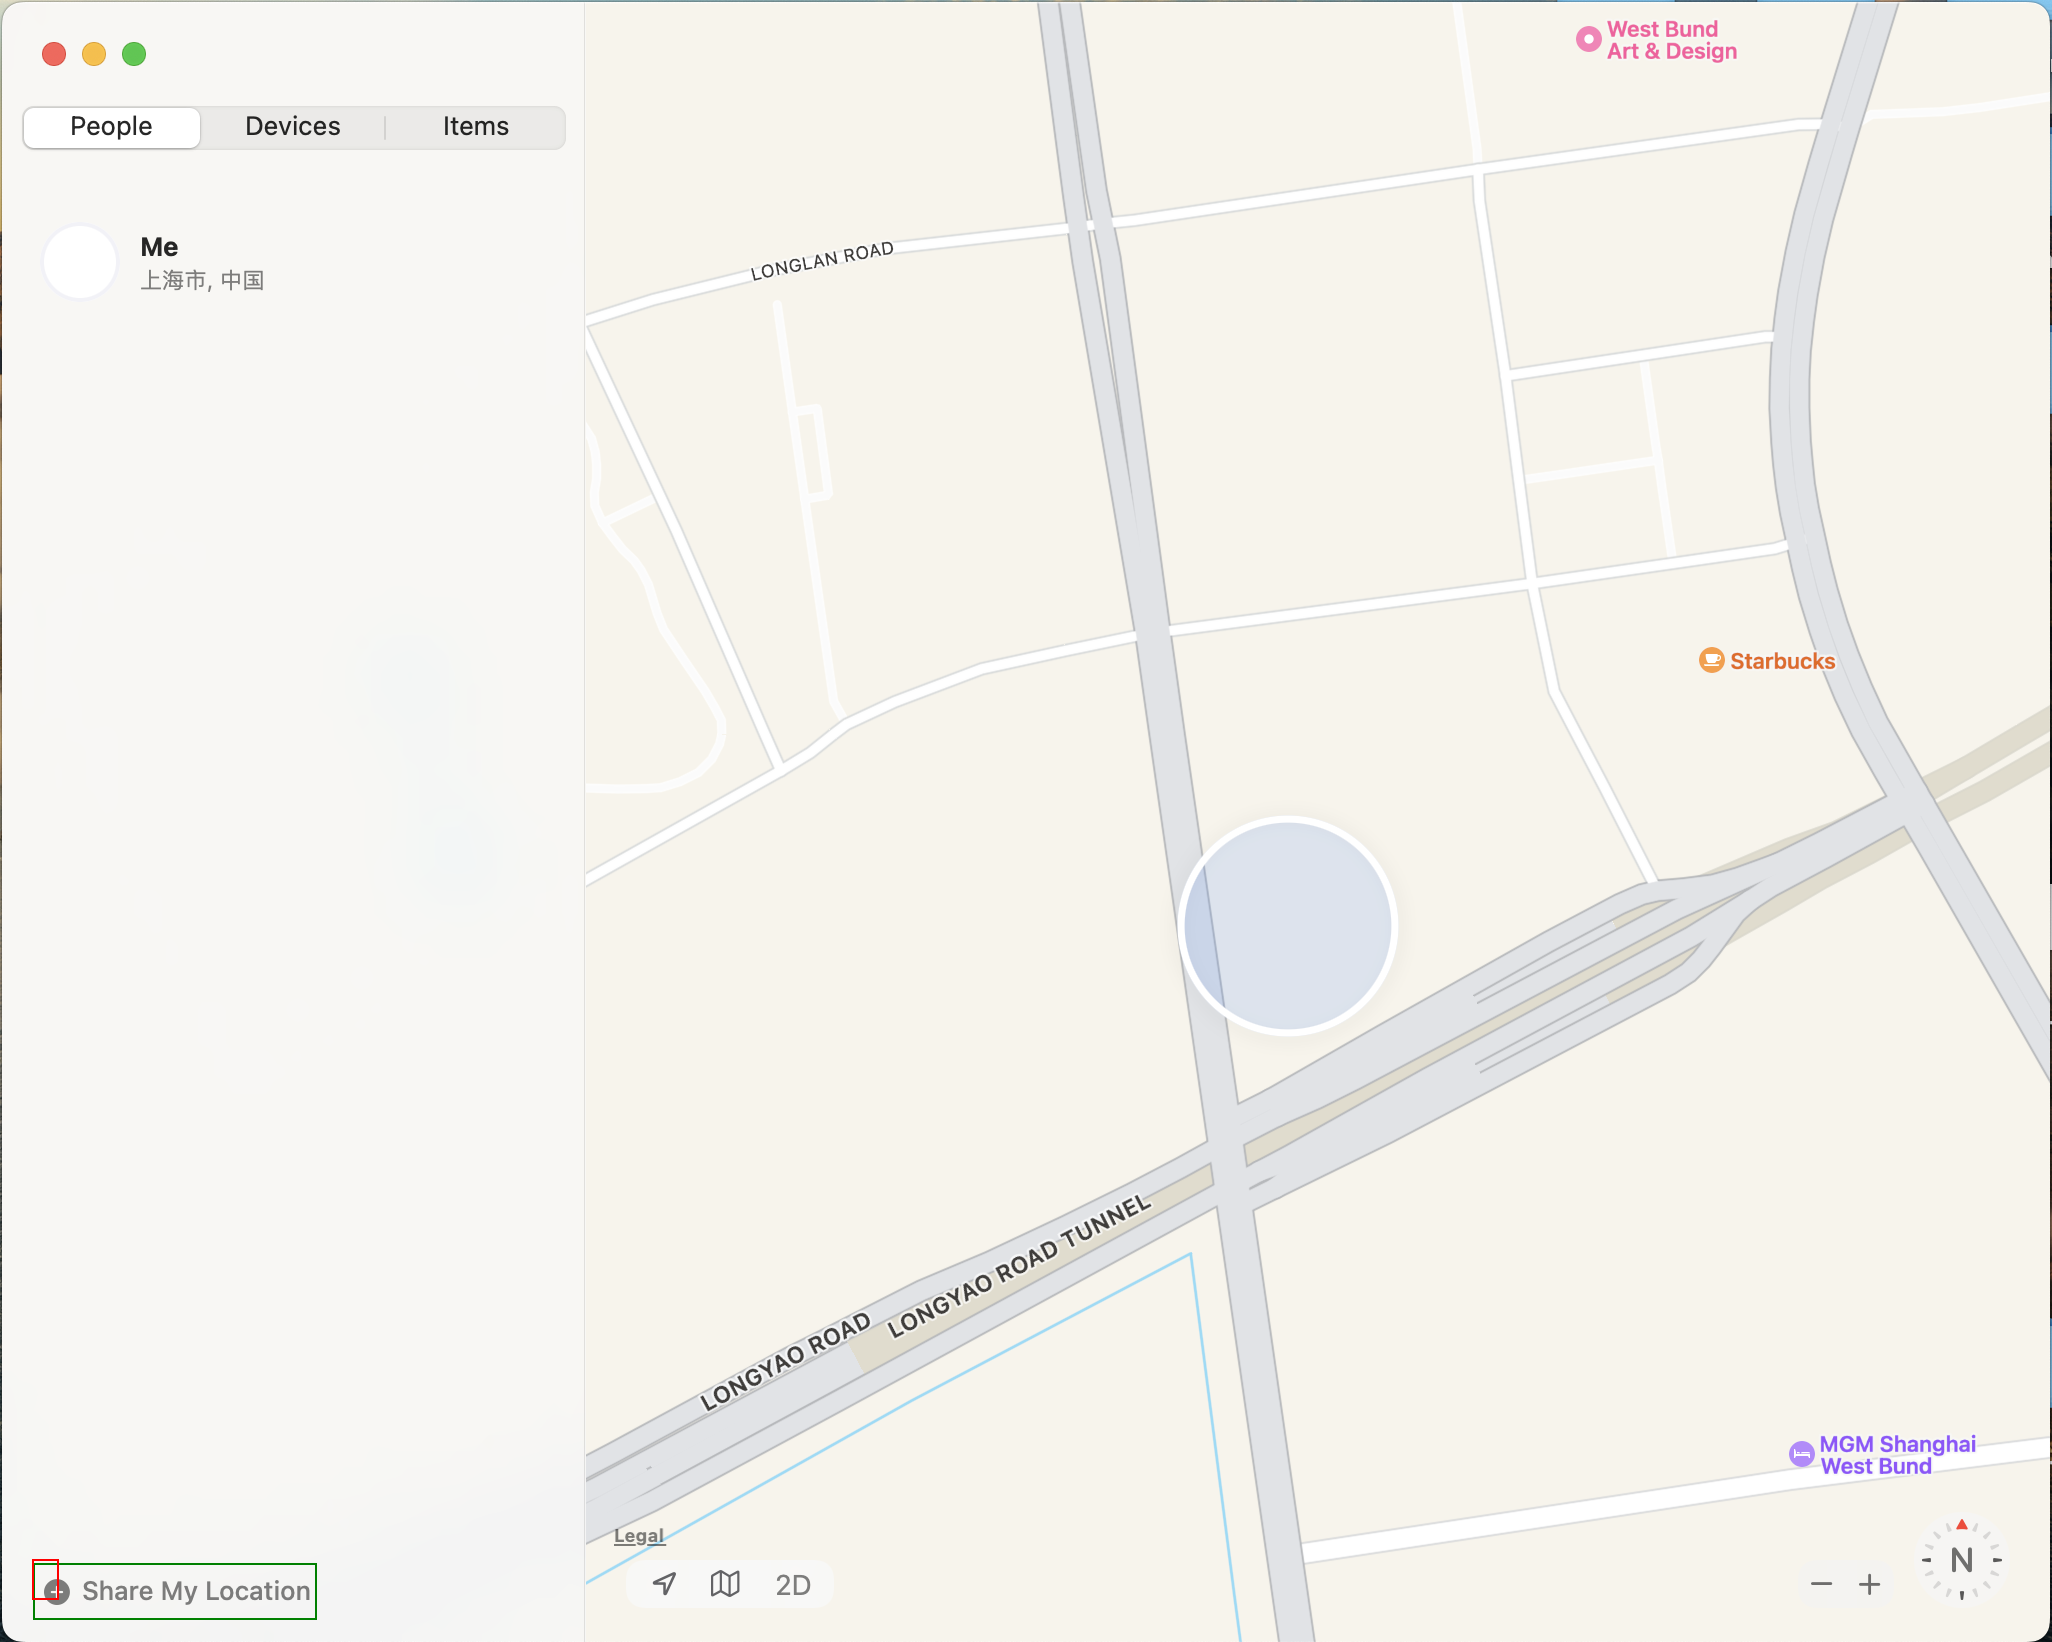 People
Devices
Items
Me
上海市, 中国
Share My Location
West Bund
Art & Design
LONGLAN ROAD
Starbucks
LONGYAO ROAD TUNNEL
LONGYAO ROAD
MGM Shanghai
West Bund
Legal
2D
N